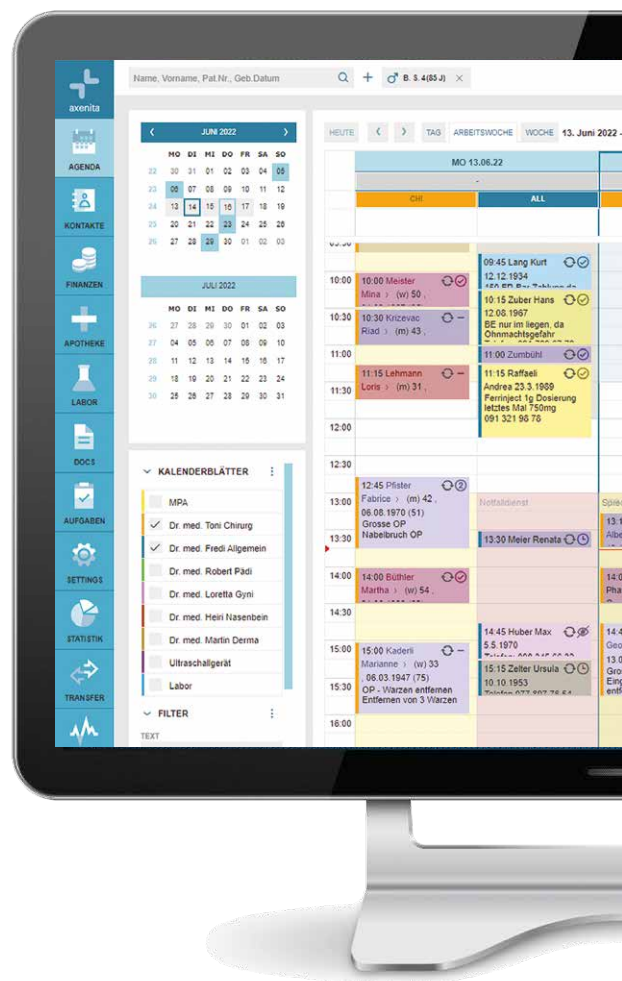 axenita
Name, Vorname, Pat.Nr., Geb.Datum
B. S. 4(85 J)
AGENDA
KONTAKTE
FINANZEN
APOTHEKE
LABOR
DOCS
AUFGABEN
SETTINGS
STATISTIK
TRANSFER
JUNI 2022
MO DI MI DO FR SA SO
22 30 31 01 02 03 04 05
23 06 07 08 09 10 11 12
24 13 14 15 16 17 18 19
25 20 21 22 23 24 25 26
26 27 28 29 30 01 02 03
JULI 2022
MO DI MI DO FR SA SO
26 27 28 29 30 01 02 03
27 04 05 06 07 08 09 10
28 11 12 13 14 15 16 17
29 18 19 20 21 22 23 24
30 25 26 27 28 29 30 31
KALENDERBLÄTTER
MPA
Dr. med. Toni Chirurg
Dr. med. Fredi Allgemein
Dr. med. Robert Pädi
Dr. med. Loretta Gyni
Dr. med. Heiri Nasenbein
Dr. med. Martin Derma
Ultraschallgerät
Labor
FILTER
TEXT
HEUTE TAG ARBEITSWOCHE WOCHE 13. Juni 2022 -
MO 13.06.22
-
CHI ALL
10:00
10:30
11:00
11:30
12:00
12:30
13:00
13:30
14:00
14:30
15:00
15:30
16:00
10:00 Meister
Mina > (w) 50 ,
10:30 Krizevac
Riad > (m) 43 ,
11:15 Lehmann
Loris > (m) 31 ,
12:45 Pfister
Fabrice > (m) 42 ,
06.08.1970 (51)
Grosse OP
Nabelbruch OP
14:00 Bühler
Martha > (w) 54 ,
15:00 Kaderli
Marianne > (w) 33
, 06.03.1947 (75)
OP - Warzen entfernen
Entfernen von 3 Warzen
09:45 Lang Kurt
12.12.1934
10:15 Zuber Hans
12.08.1967
BE nur im liegen, da
Ohnmachtsgefahr
11:00 Zumbühl
11:15 Raffaeli
Andrea 23.3.1989
Ferrinject 1g Dosierung
letztes Mal 750mg
091 321 98 78
Notfalldienst
13:30 Meier Renata
14:45 Huber Max
5.5.1970
15:15 Zelter Ursula
10.10.1953
Telefon 077 897 78 54